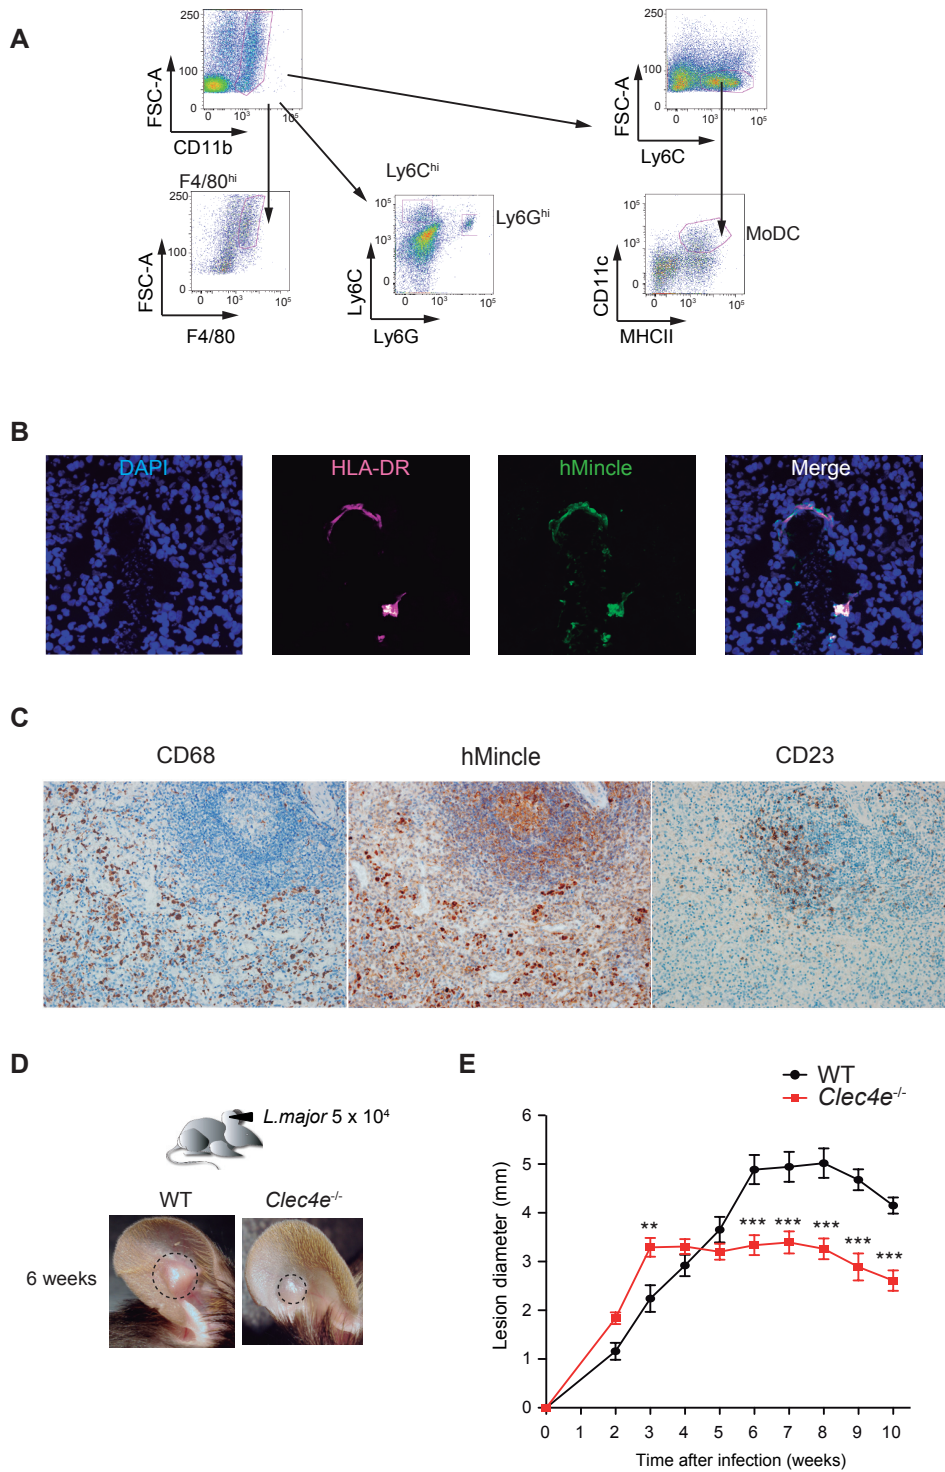 A
250
100
0
FSC-A
0 10³ 10⁵
CD11b
250
100
0
FSC-A
0 10³ 10⁵
Ly6C
F4/80ʰⁱ
250
100
0
FSC-A
0 10³ 10⁵
F4/80
Ly6Cʰⁱ
Ly6Gʰⁱ
10⁵
10³
0
Ly6C
0 10³ 10⁵
Ly6G
MoDC
10⁵
10³
0
CD11c
0 10³ 10⁵
MHCII
B
DAPI HLA-DR hMincle Merge
C
CD68 hMincle CD23
D
L.major 5 x 10⁴
WT Clec4e⁻/⁻
6 weeks
E
WT
Clec4e⁻/⁻
6
5
4
3
2
1
0
Lesion diameter (mm)
** *** *** *** *** ***
0 1 2 3 4 5 6 7 8 9 10
Time after infection (weeks)